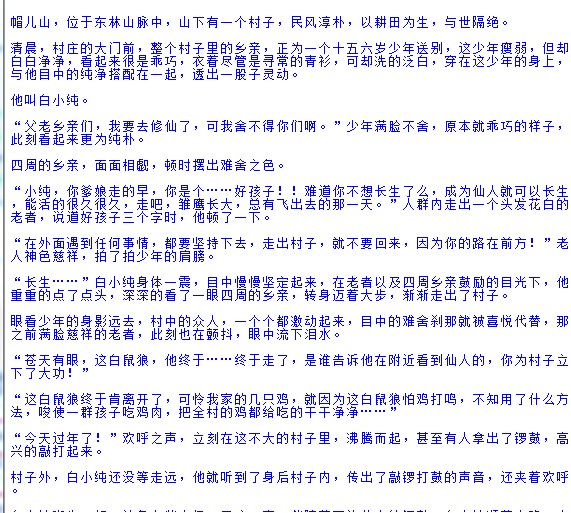 帽儿山，位于东林山脉中，山下有一个村子，民风淳朴，以耕田为生，与世隔绝。
清晨，村庄的大门前，整个村子里的乡亲，正为一个十五六岁少年送别，这少年瘦弱，但却
白白净净，看起来很是乖巧，衣着尽管是寻常的青衫，可却洗的泛白，穿在这少年的身上，
与他目中的纯净搭配在一起，透出一股子灵动。
他叫白小纯。
“父老乡亲们，我要去修仙了，可我舍不得你们啊。”少年满脸不舍，原本就乖巧的样子，
此刻看起来更为纯朴。
四周的乡亲，面面相觑，顿时摆出难舍之色。
“小纯，你爹娘走的早，你是个……好孩子！！难道你不想长生了么，成为仙人就可以长生
，能活的很久很久，走吧，雏鹰长大，总有飞出去的那一天。”人群内走出一个头发花白的
老者，说道好孩子三个字时，他顿了一下。
“在外面遇到任何事情，都要坚持下去，走出村子，就不要回来，因为你的路在前方！”老
人神色慈祥，拍了拍少年的肩膀。
“长生……”白小纯身体一震，目中慢慢坚定起来，在老者以及四周乡亲鼓励的目光下，他
重重的点了点头，深深的看了一眼四周的乡亲，转身迈着大步，渐渐走出了村子。
眼看少年的身影远去，村中的众人，一个个都激动起来，目中的难舍刹那就被喜悦代替，那
之前满脸慈祥的老者，此刻也在颤抖，眼中流下泪水。
“苍天有眼，这白鼠狼，他终于……终于走了，是谁告诉他在附近看到仙人的，你为村子立
下了大功！”
“这白鼠狼终于肯离开了，可怜我家的几只鸡，就因为这白鼠狼怕鸡打鸣，不知用了什么方
法，唆使一群孩子吃鸡肉，把全村的鸡都给吃的干干净净……”
“今天过年了！”欢呼之声，立刻在这不大的村子里，沸腾而起，甚至有人拿出了锣鼓，高
兴的敲打起来。
村子外，白小纯还没等走远，他就听到了身后村子内，传出了敲锣打鼓的声音，还夹着欢呼
。